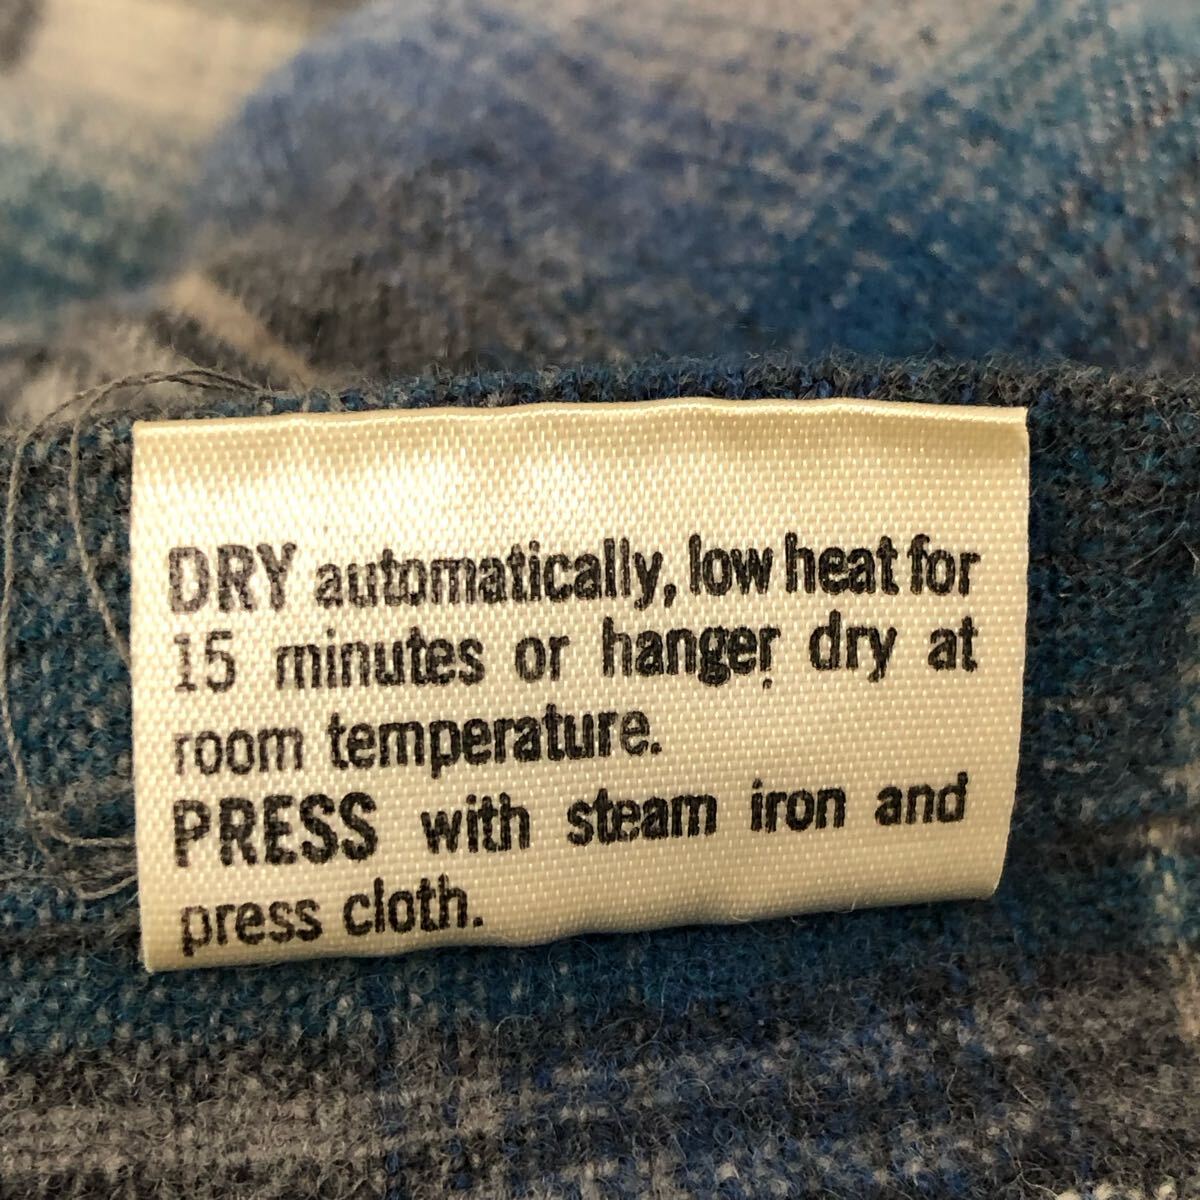 DRY automatically, low heat for
15 minutes or hanger dry at
room temperature.
PRESS with steam iron and
press cloth.